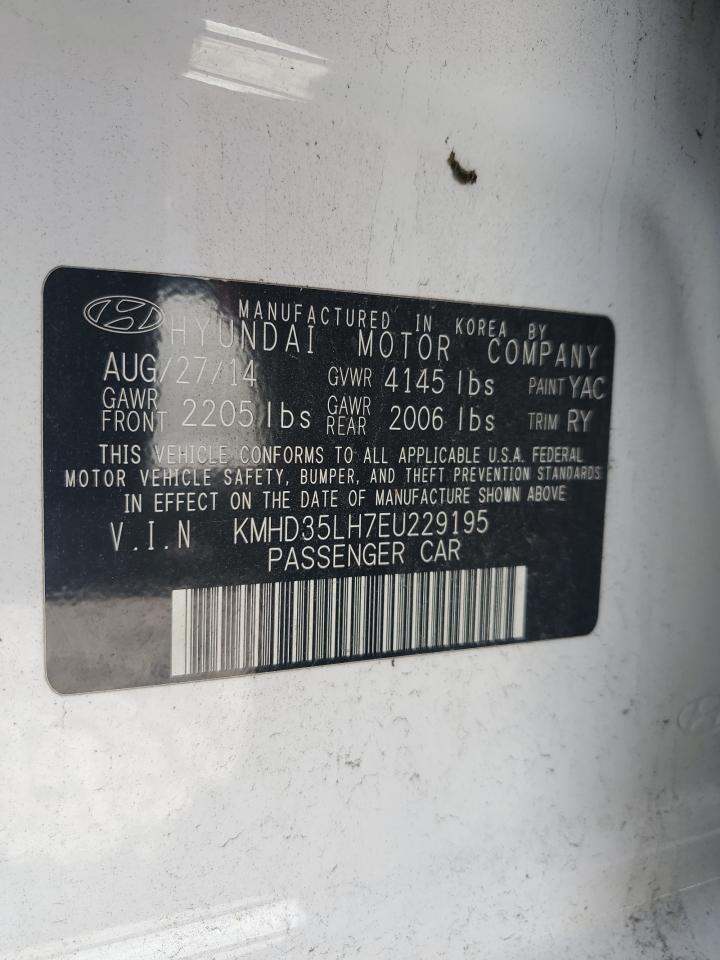 MANUFACTURED IN KOREA BY
HYUNDAI MOTOR COMPANY
AUG/27/14 GVWR 4145 lbs PAINT YAC
GAWR FRONT 2205 lbs GAWR REAR 2006 lbs TRIM RY
THIS VEHICLE CONFORMS TO ALL APPLICABLE U.S.A. FEDERAL
MOTOR VEHICLE SAFETY, BUMPER, AND THEFT PREVENTION STANDARDS
IN EFFECT ON THE DATE OF MANUFACTURE SHOWN ABOVE
V.I.N KMHD35LH7EU229195
PASSENGER CAR